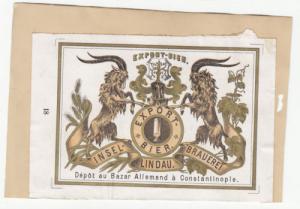 EXPORT-BIER.
EXPORT
BIER
INSEL BRAUEREI
LINDAU.
Dépôt au Bazar Allemand à Constantinople.
18